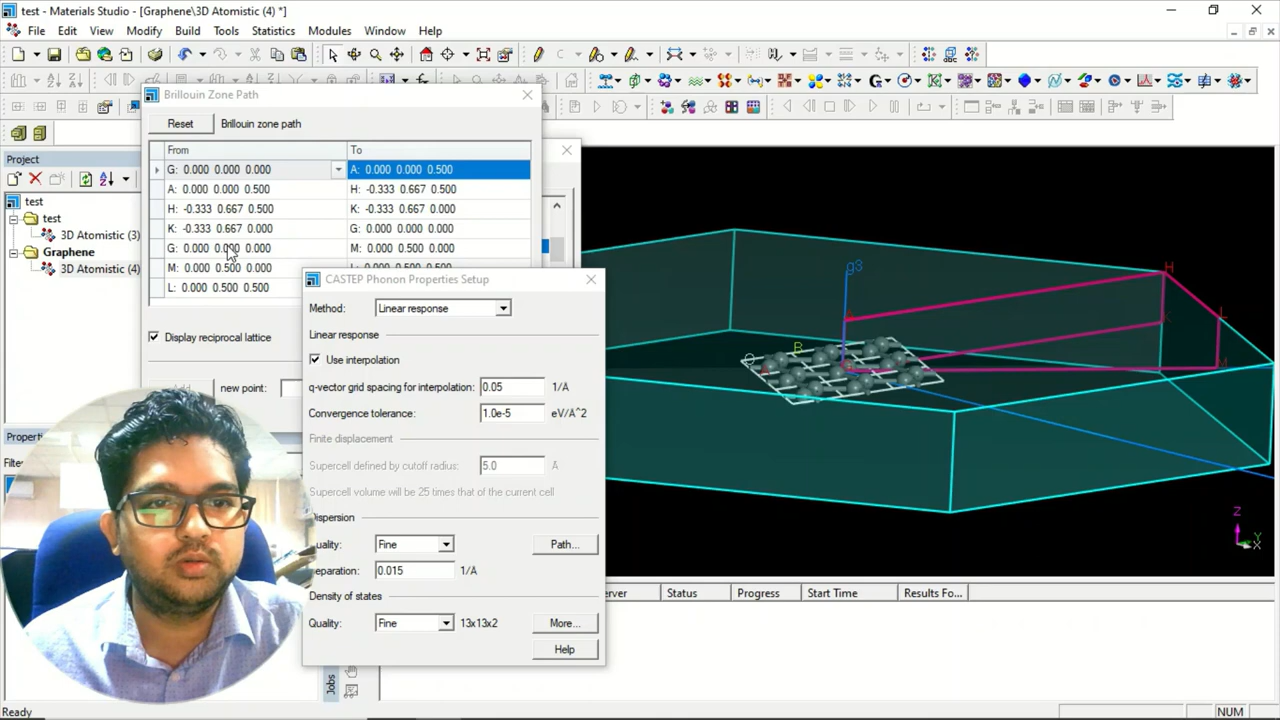 test - Materials Studio - [Graphene\3D Atomistic (4) *]
File Edit View Modify Build Tools Statistics Modules Window Help
Brillouin Zone Path
Reset Brillouin zone path
From To
G: 0.000 0.000 0.000 A: 0.000 0.000 0.500
A: 0.000 0.000 0.500 H: -0.333 0.667 0.500
H: -0.333 0.667 0.500 K: -0.333 0.667 0.000
K: -0.333 0.667 0.000 G: 0.000 0.000 0.000
G: 0.000 0.000 0.000 M: 0.000 0.500 0.000
M: 0.000 0.500 0.000
L: 0.000 0.500 0.500
Display reciprocal lattice
new point:
Project
test
test
3D Atomistic (3)
Graphene
3D Atomistic (4)
Proper
Filter
CASTEP Phonon Properties Setup
Method: Linear response
Linear response
Use interpolation
q-vector grid spacing for interpolation: 0.05 1/A
Convergence tolerance: 1.0e-5 eV/A^2
Finite displacement
Supercell defined by cutoff radius: 5.0 A
Supercell volume will be 25 times that of the current cell
Dispersion
Quality: Fine Path...
eparation: 0.015 1/A
Density of states
Quality: Fine 13x13x2 More...
Help
g3
H
K
L
M
A
O
B
Z
Y
X
erver Status Progress Start Time Results Fo...
Jobs
Ready NUM